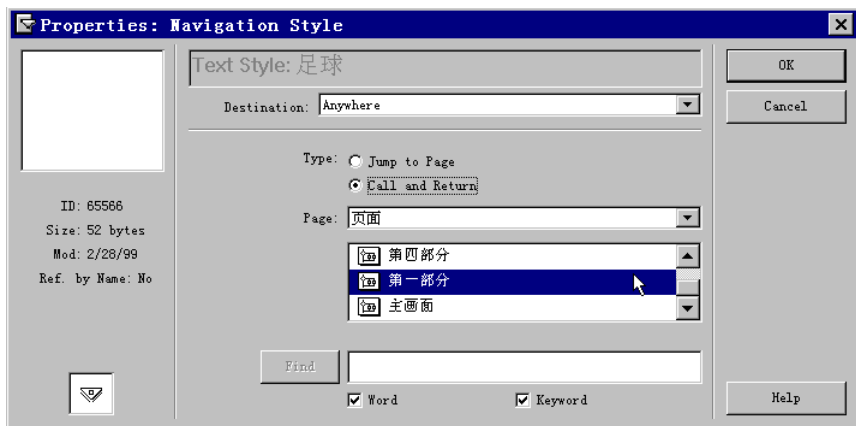 Properties: Navigation Style
Text Style: 足球
Destination: Anywhere
Type: Jump to Page
Call and Return
Page: 页面
第四部分
第一部分
主画面
Find
Word
Keyword
ID: 65566
Size: 52 bytes
Mod: 2/28/99
Ref. by Name: No
OK
Cancel
Help